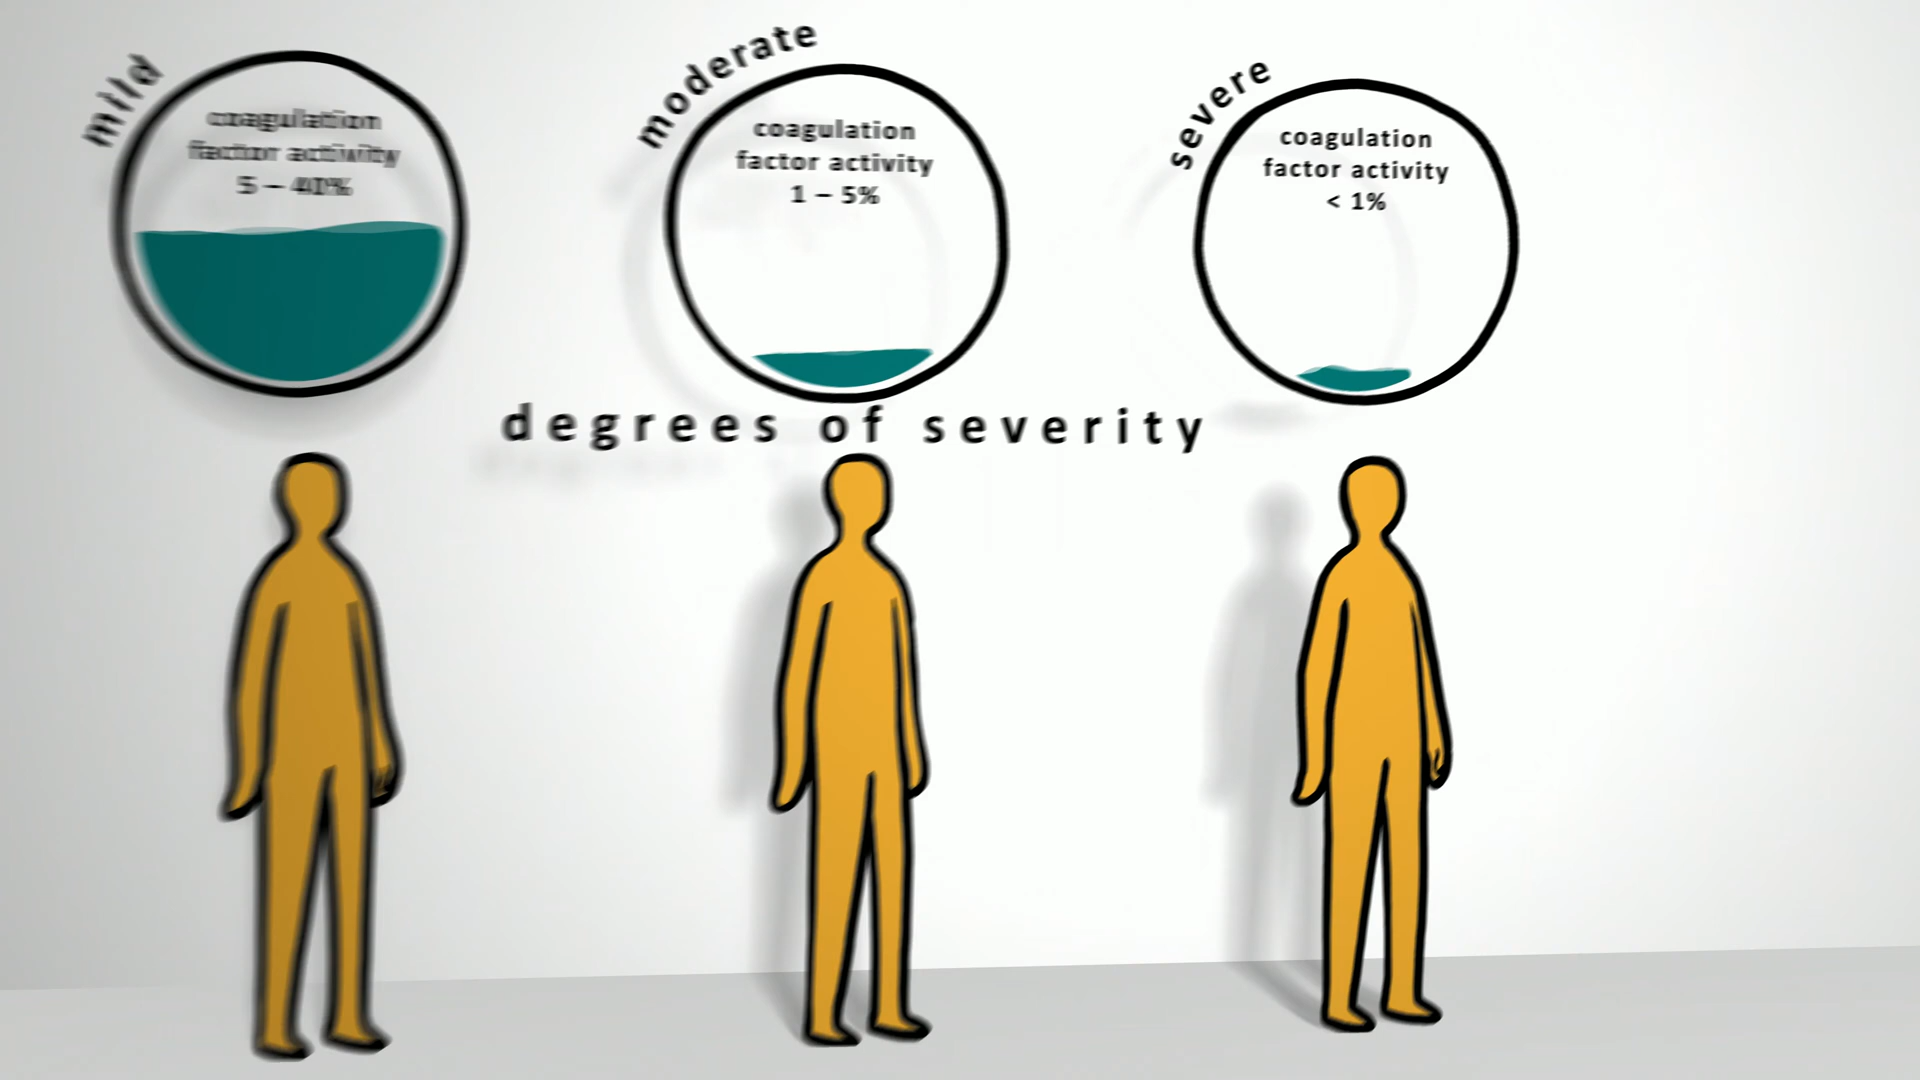 mild
coagulation
factor activity
5 – 40%
moderate
coagulation
factor activity
1 – 5%
severe
coagulation
factor activity
< 1%
degrees of severity